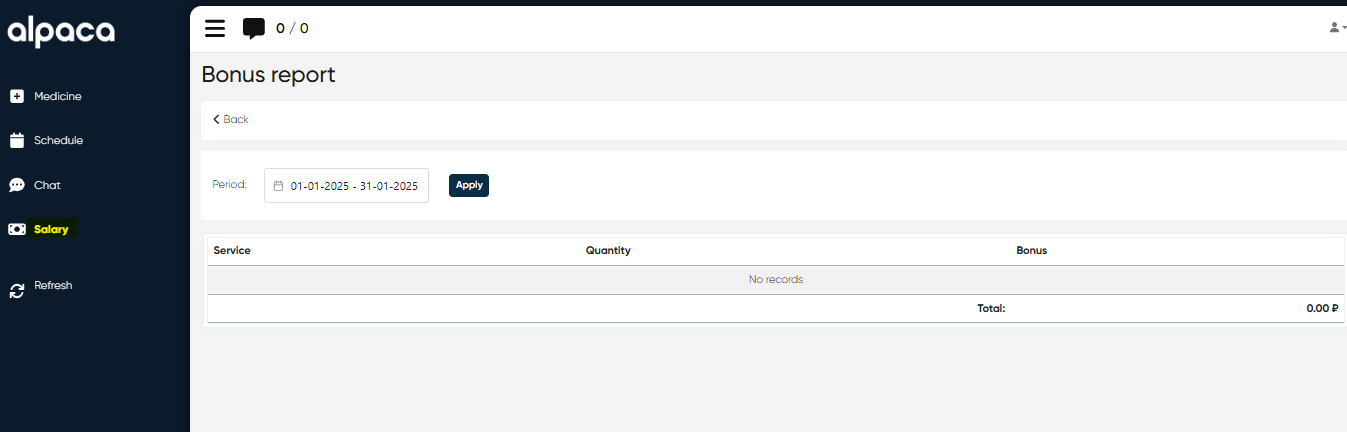 alpaca
0 / 0
Medicine
Schedule
Chat
Salary
Refresh
Bonus report
Back
Period: 01-01-2025 - 31-01-2025 Apply
Service Quantity Bonus
No records
Total: 0.00 ₽